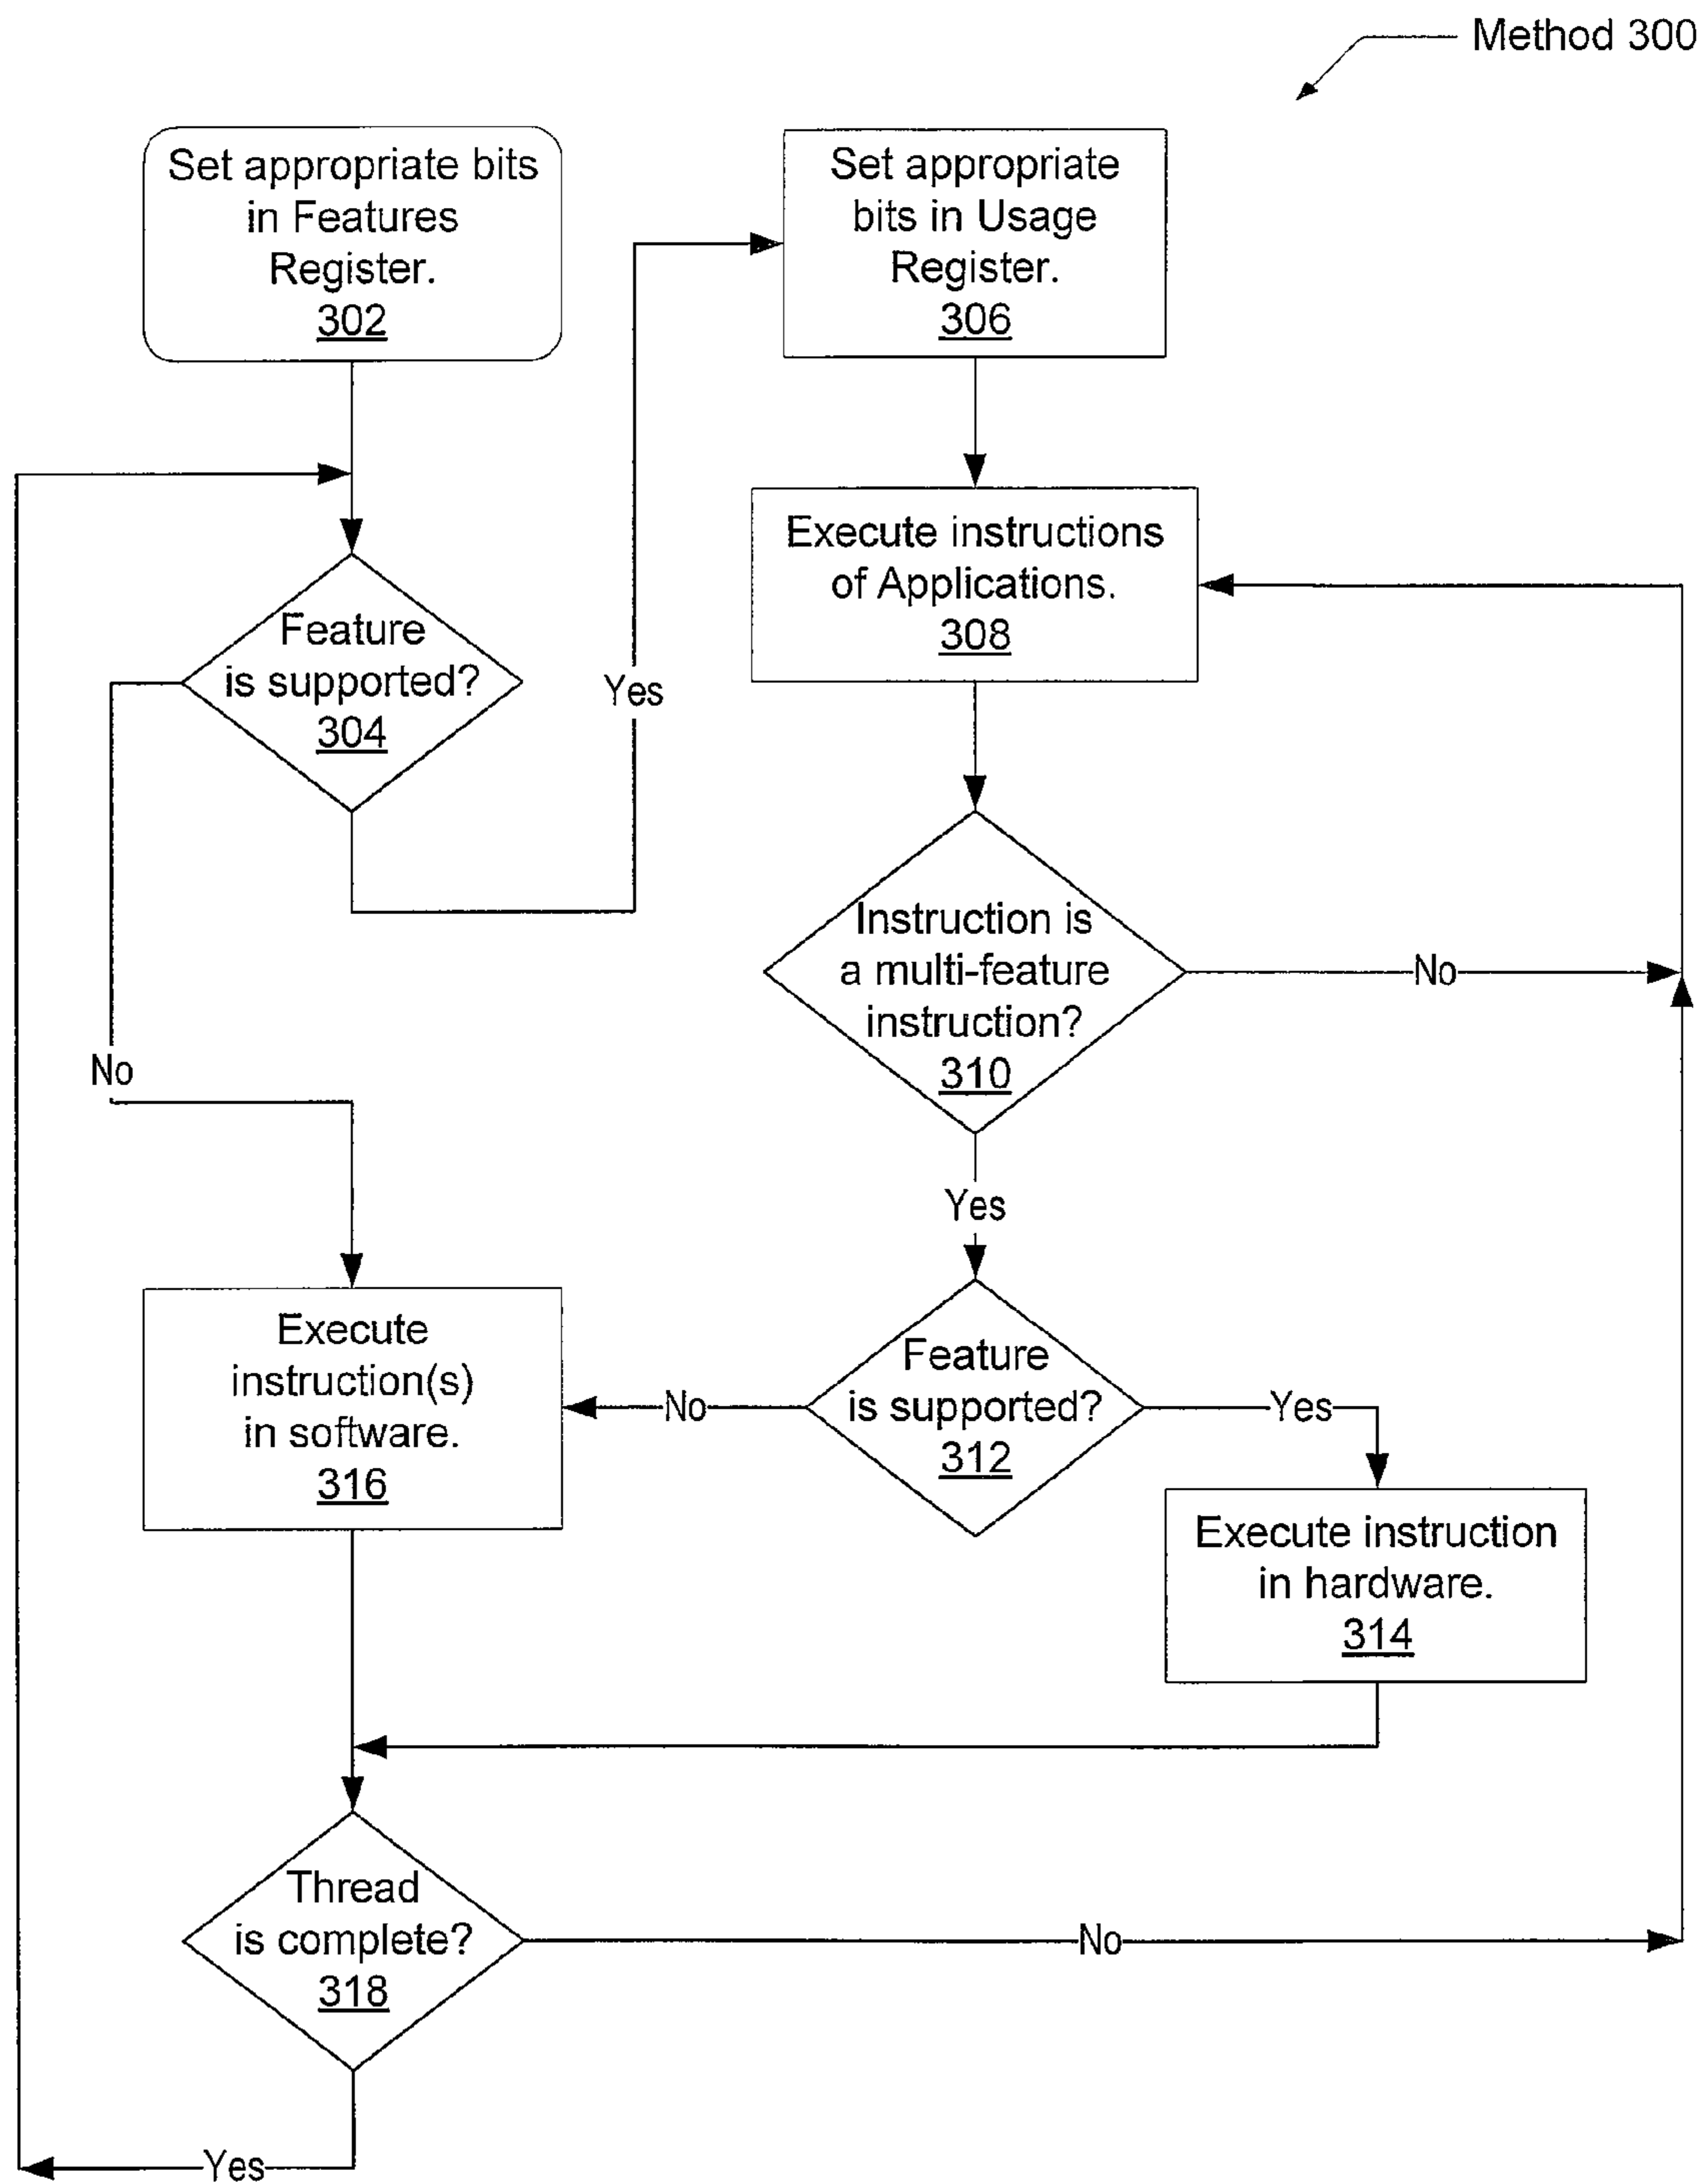 Method 300
Set appropriate bits
in Features
Register.
302
Set appropriate
bits in Usage
Register.
306
Execute instructions
of Applications.
308
Feature
is supported?
304
Yes
No
Instruction is
a multi-feature
instruction?
310
No
Yes
Execute
instruction(s)
in software.
316
No
Feature
is supported?
312
Yes
Execute instruction
in hardware.
314
Thread
is complete?
318
No
Yes